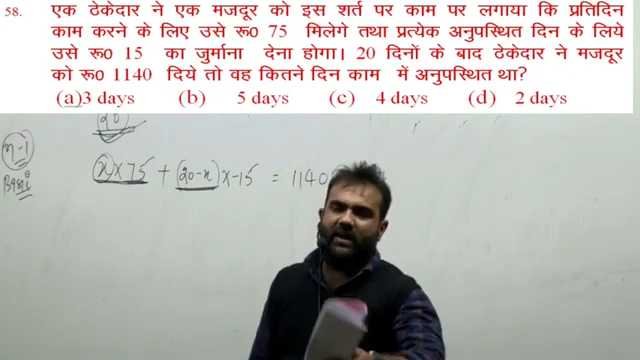 58. एक ठेकेदार ने एक मजदूर को इस शर्त पर काम पर लगाया कि प्रतिदिन
काम करने के लिए उसे रू0 75 मिलेगे तथा प्रत्येक अनुपस्थित दिन के लिये
उसे रू0 15 का जुर्माना देना होगा। 20 दिनों के बाद ठेकेदार ने मजदूर
को रू0 1140 दिये तो वह कितने दिन काम में अनुपस्थित था?
(a)3 days (b) 5 days (c) 4 days (d) 2 days
20
n-1
x × 75 + (20-x) x -15 = 1140